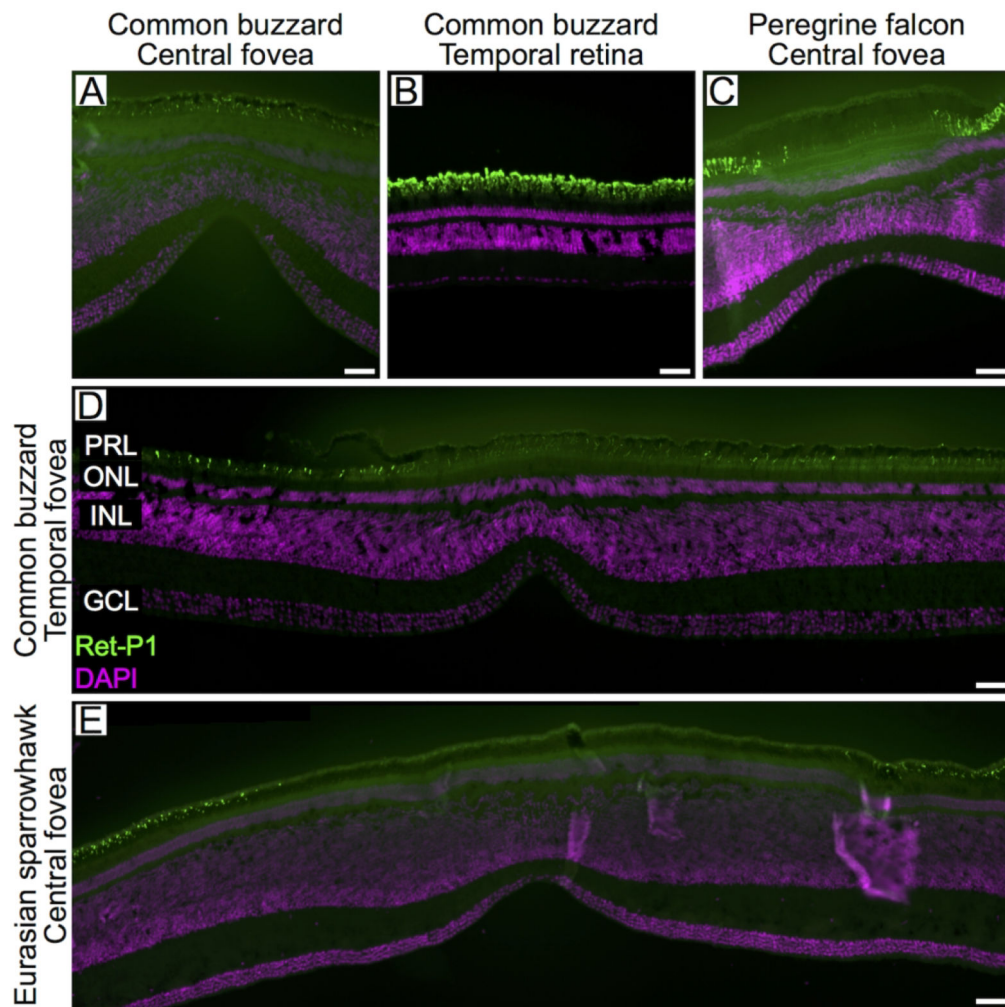 Common buzzard
Central fovea
Common buzzard
Temporal retina
Peregrine falcon
Central fovea
A
B
C
Common buzzard
Temporal fovea
D
PRL
ONL
INL
GCL
Ret-P1
DAPI
Eurasian sparrowhawk
Central fovea
E